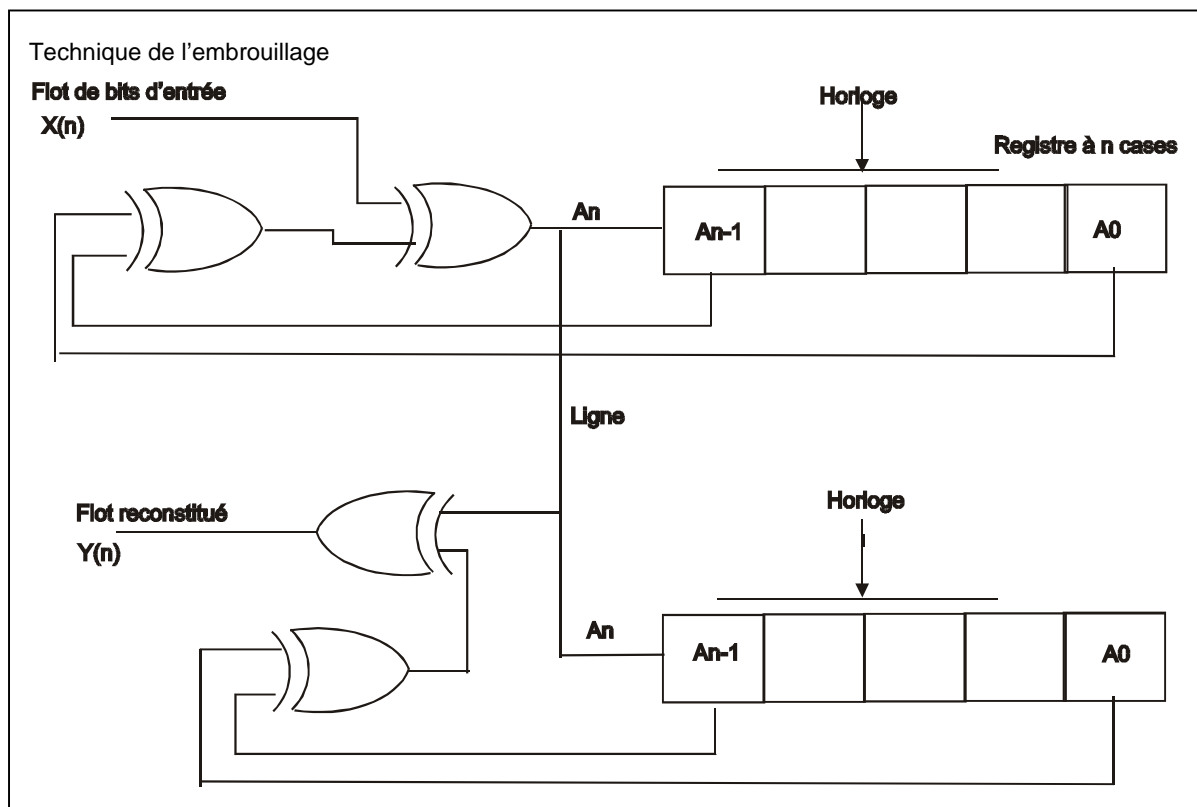 Technique de l'embrouillage
Flot de bits d'entrée
X(n)
Horloge
Registre à n cases
An
An-1
A0
Ligne
Flot reconstitué
Y(n)
Horloge
An
An-1
A0